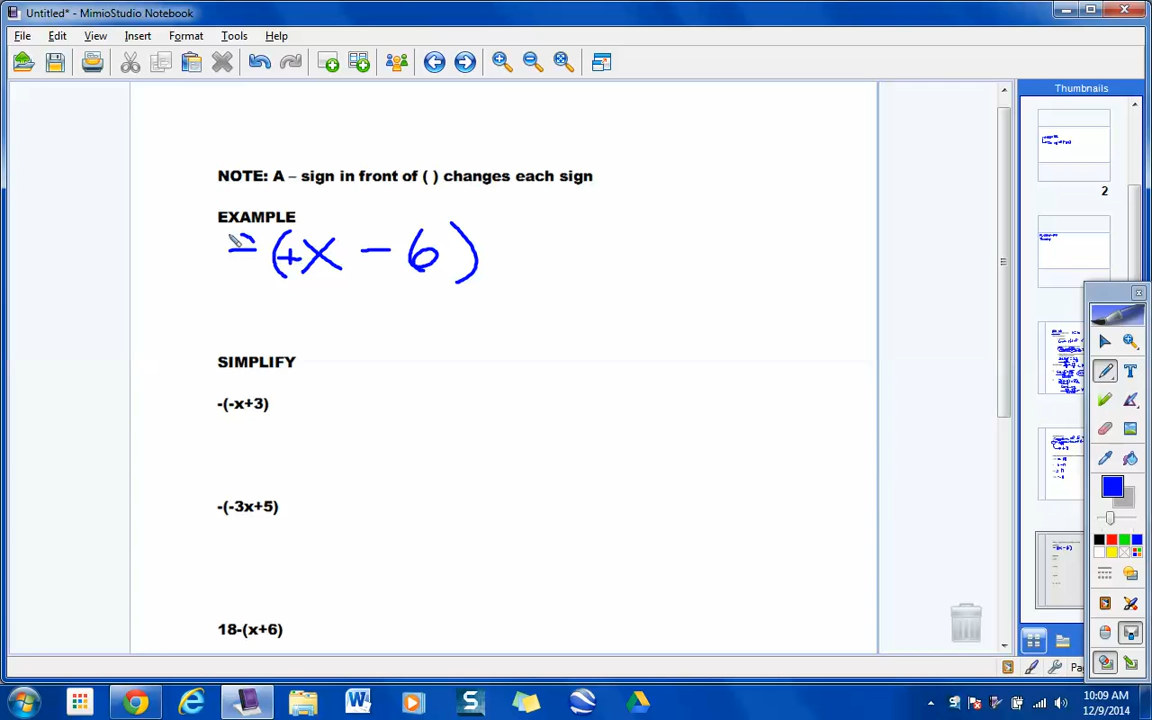 Untitled* - MimioStudio Notebook
File Edit View Insert Format Tools Help
Thumbnails
2
NOTE: A – sign in front of ( ) changes each sign
EXAMPLE
-(+x - 6)
SIMPLIFY
-(-x+3)
-(-3x+5)
18-(x+6)
10:09 AM
12/9/2014